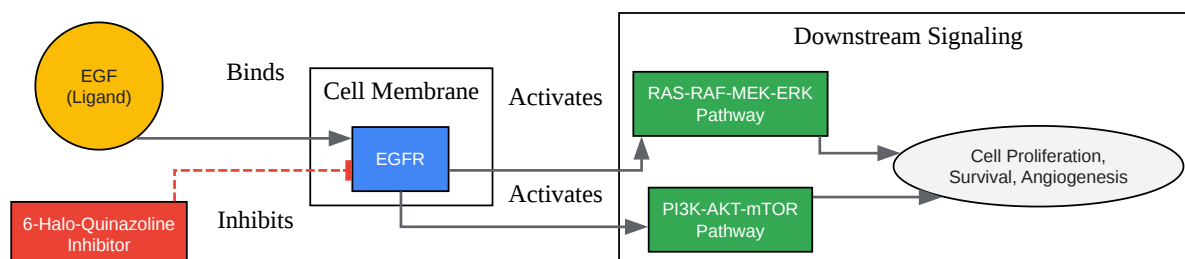 EGF
(Ligand)
Binds
Cell Membrane
EGFR
6-Halo-Quinazoline
Inhibitor
Inhibits
Activates
Activates
Downstream Signaling
RAS-RAF-MEK-ERK
Pathway
PI3K-AKT-mTOR
Pathway
Cell Proliferation,
Survival, Angiogenesis